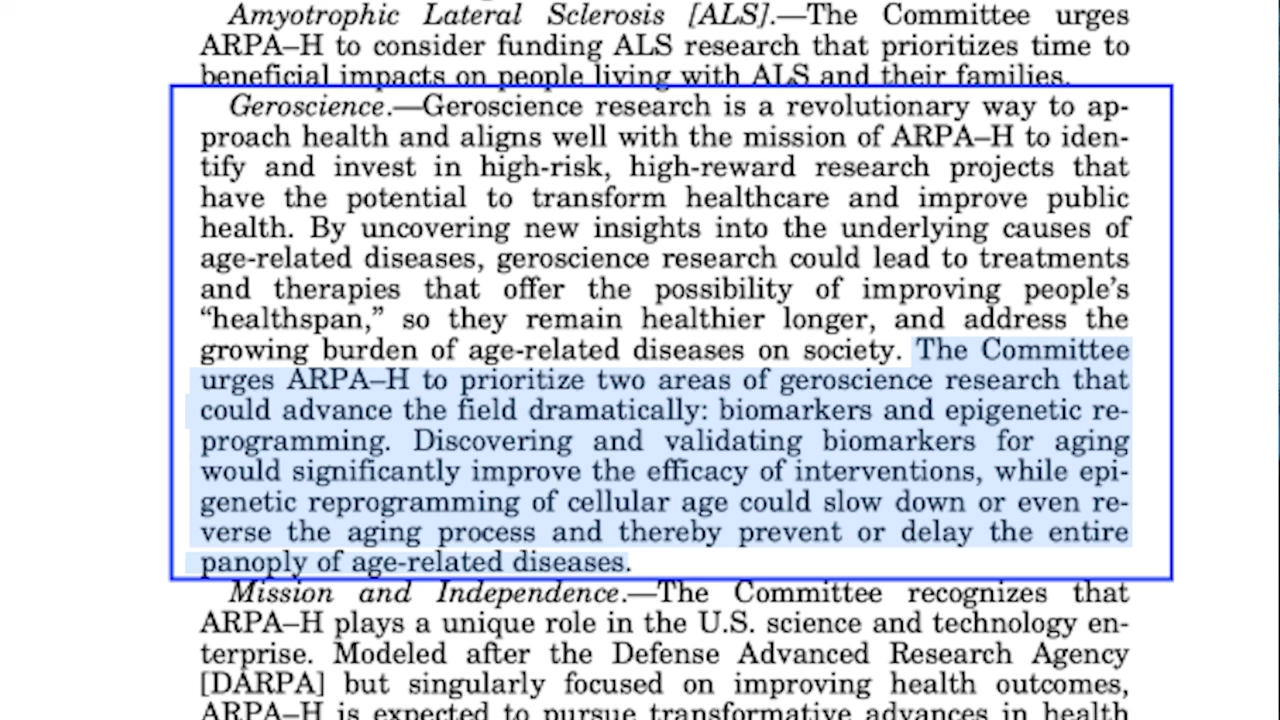 Amyotrophic Lateral Sclerosis [ALS].—The Committee urges
ARPA–H to consider funding ALS research that prioritizes time to
beneficial impacts on people living with ALS and their families.
Geroscience.—Geroscience research is a revolutionary way to ap-
proach health and aligns well with the mission of ARPA–H to iden-
tify and invest in high-risk, high-reward research projects that
have the potential to transform healthcare and improve public
health. By uncovering new insights into the underlying causes of
age-related diseases, geroscience research could lead to treatments
and therapies that offer the possibility of improving people’s
“healthspan,” so they remain healthier longer, and address the
growing burden of age-related diseases on society. The Committee
urges ARPA–H to prioritize two areas of geroscience research that
could advance the field dramatically: biomarkers and epigenetic re-
programming. Discovering and validating biomarkers for aging
would significantly improve the efficacy of interventions, while epi-
genetic reprogramming of cellular age could slow down or even re-
verse the aging process and thereby prevent or delay the entire
panoply of age-related diseases.
Mission and Independence.—The Committee recognizes that
ARPA–H plays a unique role in the U.S. science and technology en-
terprise. Modeled after the Defense Advanced Research Agency
[DARPA] but singularly focused on improving health outcomes,
ARPA–H is expected to pursue transformative advances in health